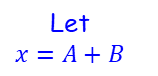 Let
x = A + B